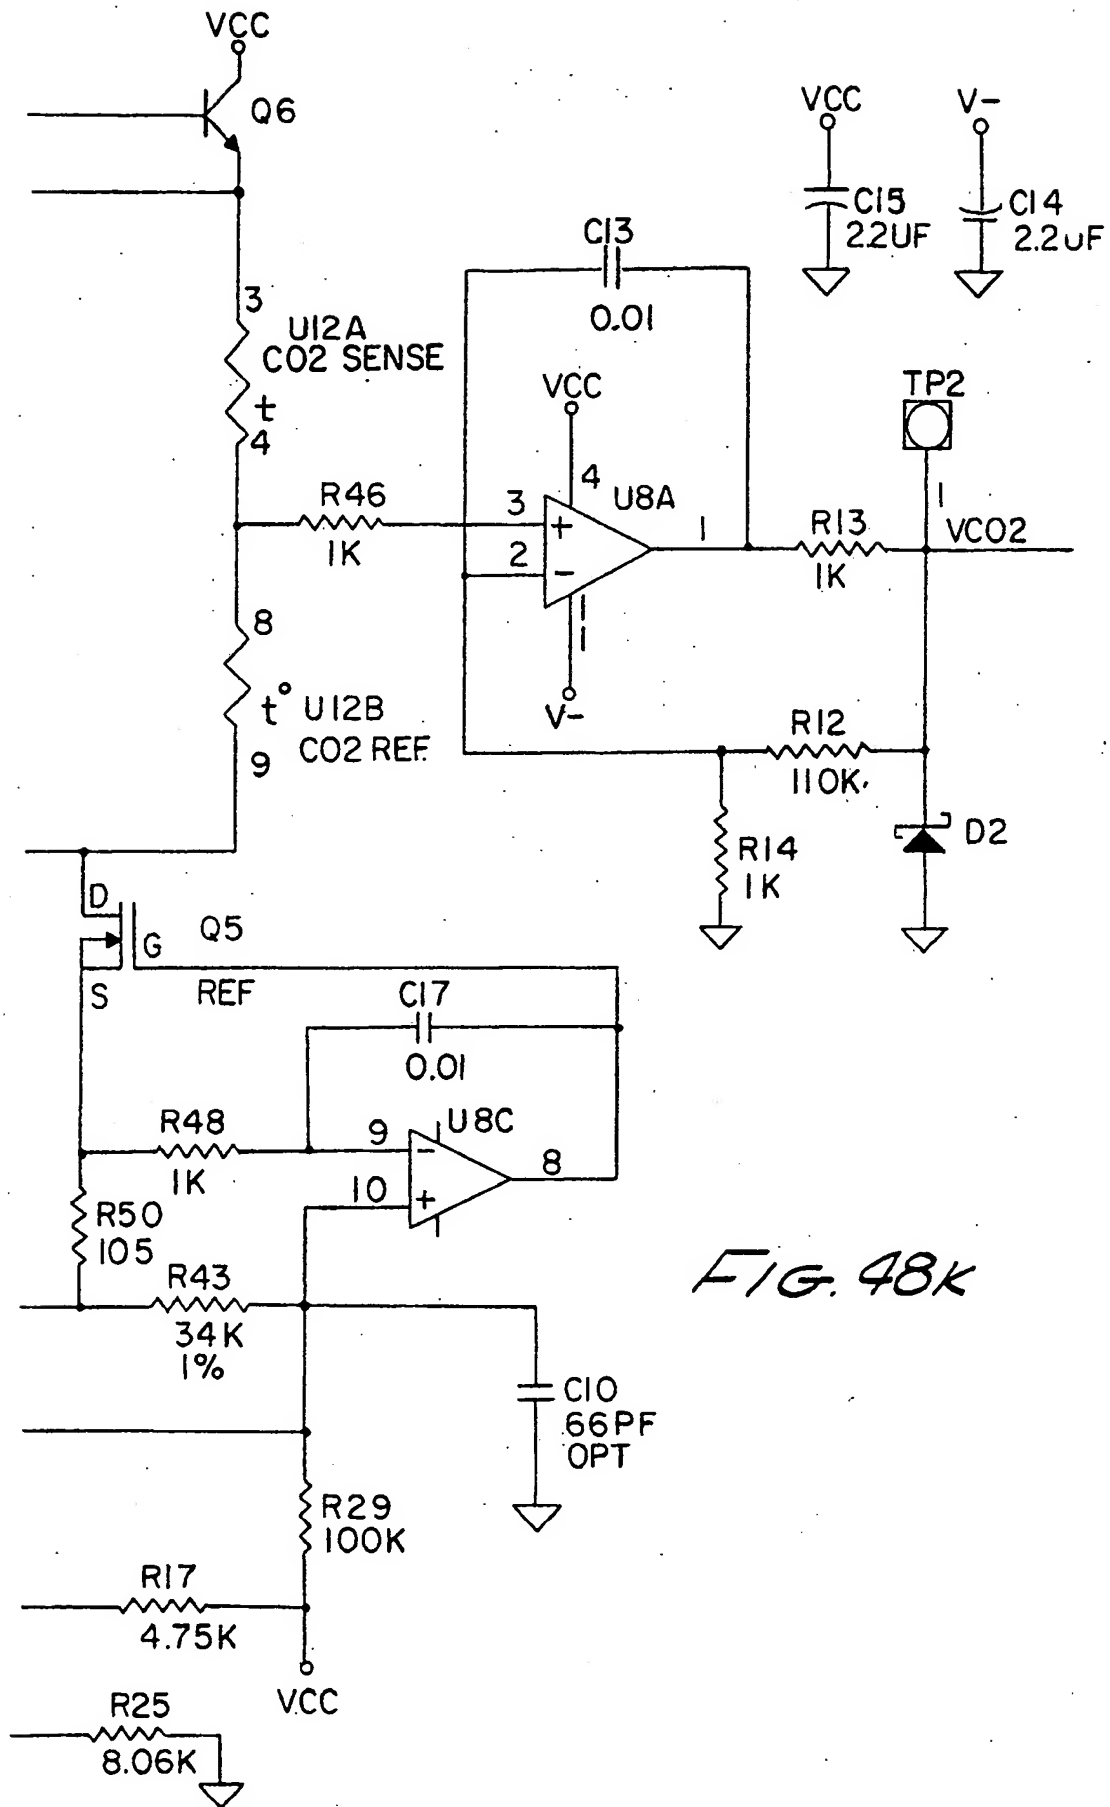 VCC
Q6
VCC
V-
C15
2.2UF
C14
2.2UF
C13
0.01
3
U12A
CO2 SENSE
t
4
VCC
TP2
4
U8A
R46
1K
3
+
2
-
1
R13
1K
1
VCO2
11
V-
8
t° U12B
CO2 REF.
9
R12
110K
R14
1K
D2
D
G
S
Q5
REF
C17
0.01
R48
1K
9
-
U8C
8
10
+
R50
105
R43
34K
1%
FIG. 48K
C10
66PF
OPT
R29
100K
R17
4.75K
VCC
R25
8.06K